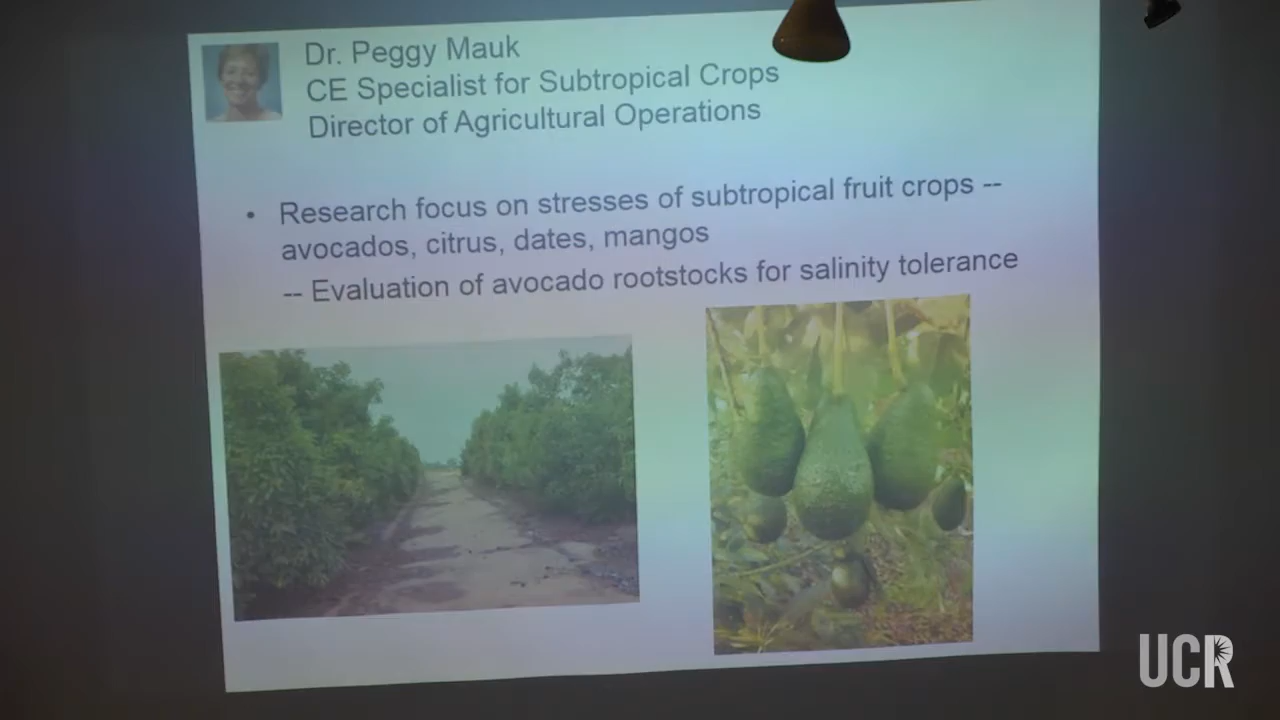 Dr. Peggy Mauk
CE Specialist for Subtropical Crops
Director of Agricultural Operations
• Research focus on stresses of subtropical fruit crops --
avocados, citrus, dates, mangos
-- Evaluation of avocado rootstocks for salinity tolerance
UCR